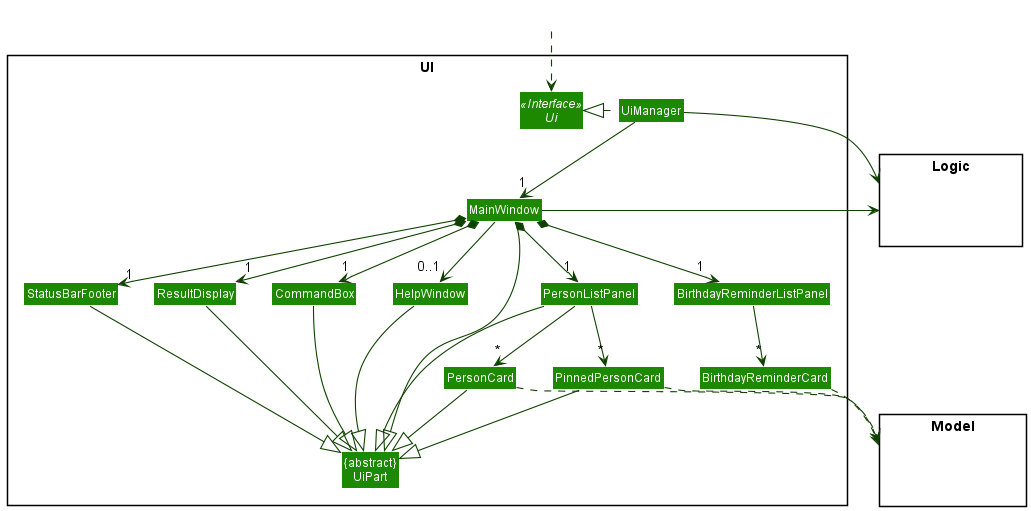 UI
«Interface»
Ui
UiManager
Logic
1
MainWindow
1
1
1
0..1
1
1
StatusBarFooter
ResultDisplay
CommandBox
HelpWindow
PersonListPanel
BirthdayReminderListPanel
*
*
*
PersonCard
PinnedPersonCard
BirthdayReminderCard
Model
{abstract}
UiPart